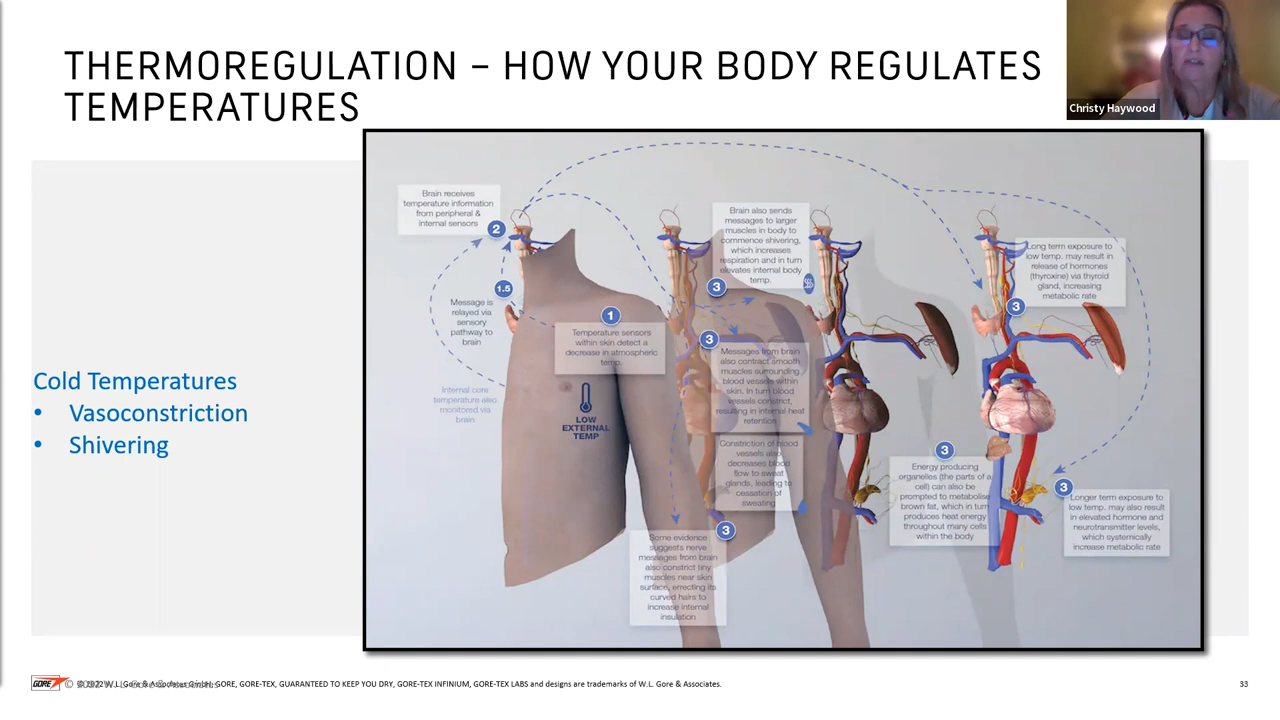 THERMOREGULATION – HOW YOUR BODY REGULATES
TEMPERATURES
Christy Haywood
Cold Temperatures
• Vasoconstriction
• Shivering
Brain receives
temperature information
from peripheral &
internal sensors
2
1.5
Message is
relayed via
sensory
pathway to
brain
Internal core
temperature also
monitored via
brain
1
Temperature sensors
within skin detect a
decrease in atmospheric
temp.
LOW
EXTERNAL
TEMP
Brain also sends
messages to larger
muscles in body to
commence shivering,
which increases
respiration and in turn
elevates internal body
temp.
3
3
Messages from brain
also contract smooth
muscles surrounding
blood vessels within
skin. In turn blood
vessels constrict,
resulting in internal heat
retention
Constriction of blood
vessels also
decreases blood
flow to sweat
glands, leading to
cessation of
sweating
3
Some evidence
suggests nerve
messages from brain
also constrict tiny
muscles near skin
surface, errecting its
curved hairs to
increase internal
insulation
Long term exposure to
low temp. may result in
release of hormones
(thyroxine) via thyroid
gland, increasing
metabolic rate
3
3
Energy producing
organelles (the parts of a
cell) can also be
prompted to metabolise
brown fat, which in turn
produces heat energy
throughout many cells
within the body
3
Longer term exposure to
low temp. may also result
in elevated hormone and
neurotransmitter levels,
which systemically
increase metabolic rate
GORE
GORE, GORE-TEX, GUARANTEED TO KEEP YOU DRY, GORE-TEX INFINIUM, GORE-TEX LABS and designs are trademarks of W.L. Gore & Associates.
33